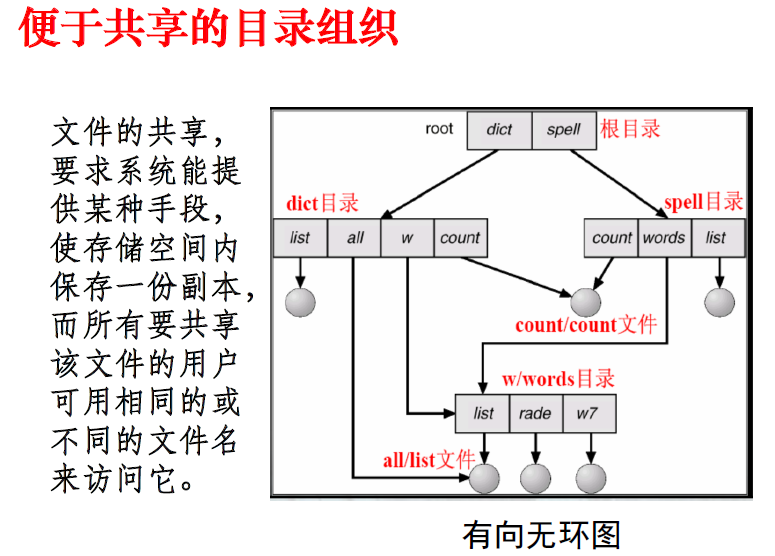 便于共享的目录组织
文件的共享，
要求系统能提
供某种手段，
使存储空间内
保存一份副本，
而所有要共享
该文件的用户
可用相同的或
不同的文件名
来访问它。
root dict spell 根目录
dict目录 spell目录
list all w count count words list
count/count文件
w/words目录
list rade w7
all/list文件
有向无环图